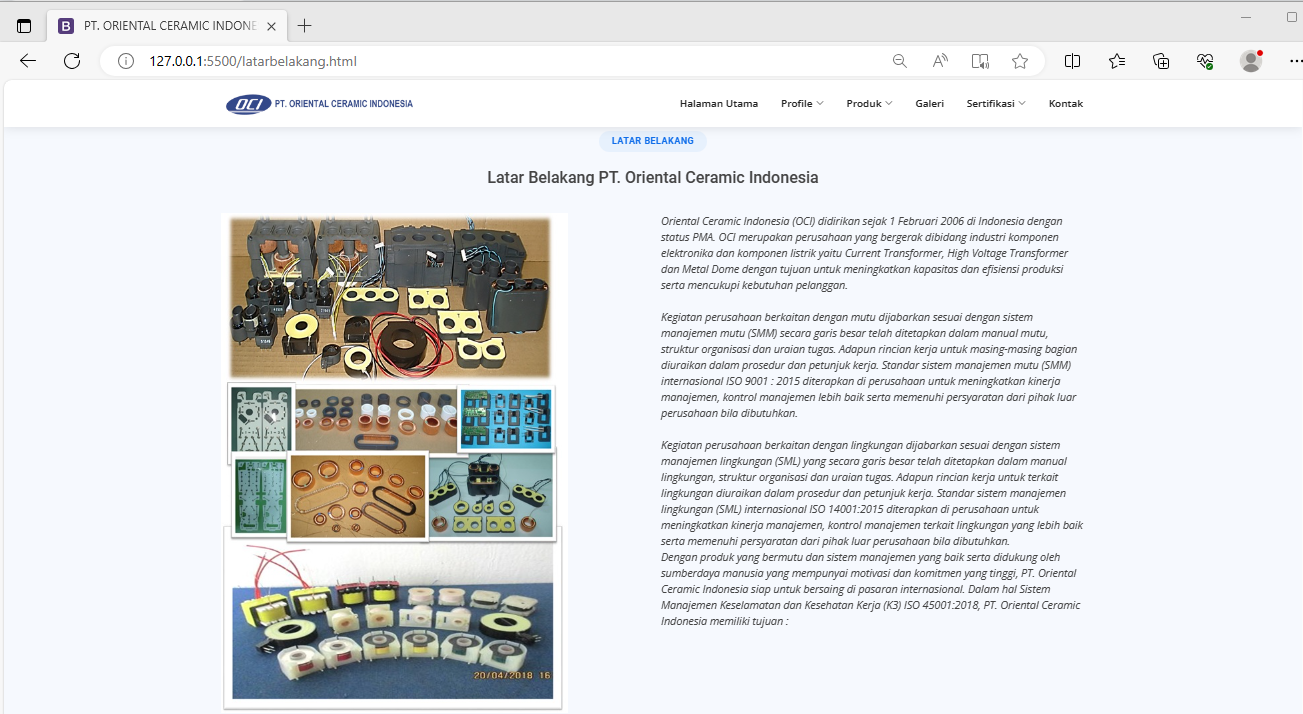 PT. ORIENTAL CERAMIC INDONE
127.0.0.1:5500/latarbelakang.html
OCI PT. ORIENTAL CERAMIC INDONESIA
Halaman Utama Profile Produk Galeri Sertifikasi Kontak
LATAR BELAKANG
Latar Belakang PT. Oriental Ceramic Indonesia
Oriental Ceramic Indonesia (OCI) didirikan sejak 1 Februari 2006 di Indonesia dengan
status PMA. OCI merupakan perusahaan yang bergerak dibidang industri komponen
elektronika dan komponen listrik yaitu Current Transformer, High Voltage Transformer
dan Metal Dome dengan tujuan untuk meningkatkan kapasitas dan efisiensi produksi
serta mencukupi kebutuhan pelanggan.
Kegiatan perusahaan berkaitan dengan mutu dijabarkan sesuai dengan sistem
manajemen mutu (SMM) secara garis besar telah ditetapkan dalam manual mutu,
struktur organisasi dan uraian tugas. Adapun rincian kerja untuk masing-masing bagian
diuraikan dalam prosedur dan petunjuk kerja. Standar sistem manajemen mutu (SMM)
internasional ISO 9001 : 2015 diterapkan di perusahaan untuk meningkatkan kinerja
manajemen, kontrol manajemen lebih baik serta memenuhi persyaratan dari pihak luar
perusahaan bila dibutuhkan.
Kegiatan perusahaan berkaitan dengan lingkungan dijabarkan sesuai dengan sistem
manajemen lingkungan (SML) yang secara garis besar telah ditetapkan dalam manual
lingkungan, struktur organisasi dan uraian tugas. Adapun rincian kerja untuk terkait
lingkungan diuraikan dalam prosedur dan petunjuk kerja. Standar sistem manajemen
lingkungan (SML) internasional ISO 14001:2015 diterapkan di perusahaan untuk
meningkatkan kinerja manajemen, kontrol manajemen terkait lingkungan yang lebih baik
serta memenuhi persyaratan dari pihak luar perusahaan bila dibutuhkan.
Dengan produk yang bermutu dan sistem manajemen yang baik serta didukung oleh
sumberdaya manusia yang mempunyai motivasi dan komitmen yang tinggi, PT. Oriental
Ceramic Indonesia siap untuk bersaing di pasaran internasional. Dalam hal Sistem
Manajemen Keselamatan dan Kesehatan Kerja (K3) ISO 45001:2018, PT. Oriental Ceramic
Indonesia memiliki tujuan :
20/04/2018 16